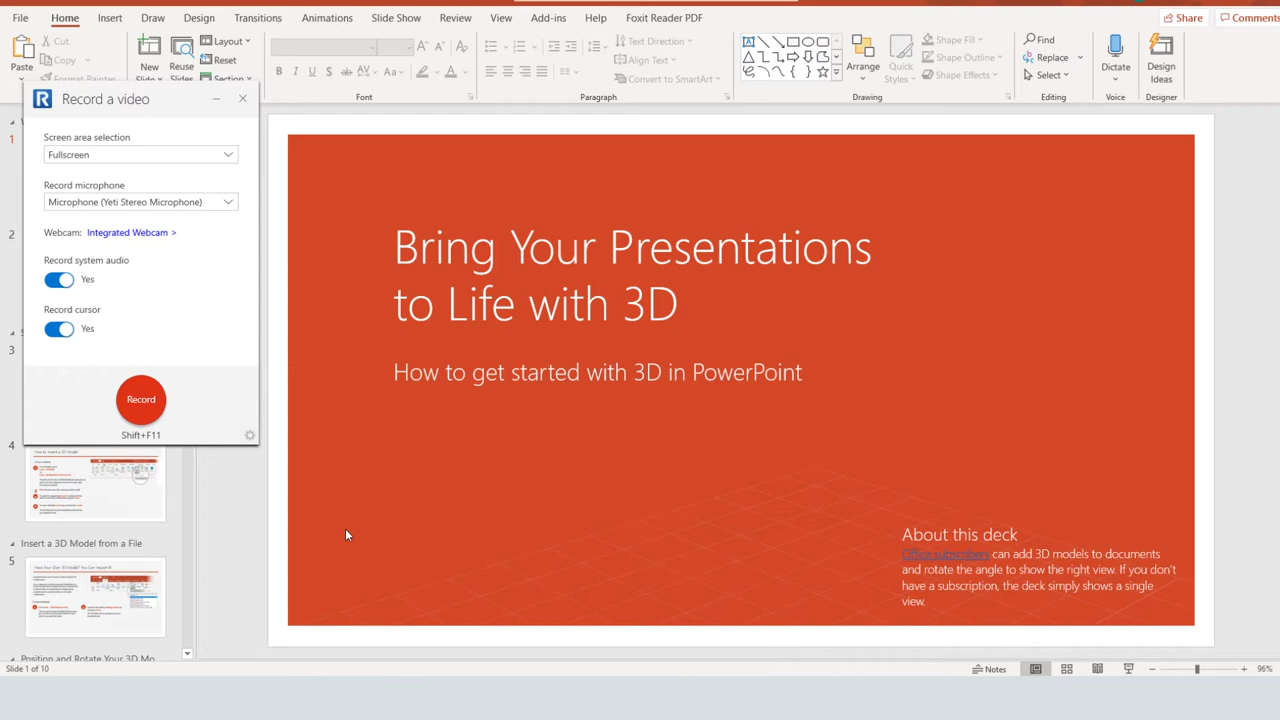 File Home Insert Draw Design Transitions Animations Slide Show Review View Add-ins Help Foxit Reader PDF Share Comments
Cut Layout Text Direction Shape Fill Find
Copy Reset Align Text Shape Outline Replace
Format Painter Section Convert to SmartArt Shape Effects Select
Paste New Slide Reuse Slides Arrange Quick Styles Dictate Design Ideas
Font Paragraph Drawing Editing Voice Designer
R Record a video
Screen area selection
Fullscreen
Record microphone
Microphone (Yeti Stereo Microphone)
Webcam: Integrated Webcam >
Record system audio
Yes
Record cursor
Yes
Record
Shift+F11
1
2
3
4
Insert a 3D Model from a File
5
Position and Rotate Your 3D Mo
Bring Your Presentations
to Life with 3D
How to get started with 3D in PowerPoint
About this deck
Office subscribers can add 3D models to documents
and rotate the angle to show the right view. If you don't
have a subscription, the deck simply shows a single
view.
Slide 1 of 10 Notes 96%